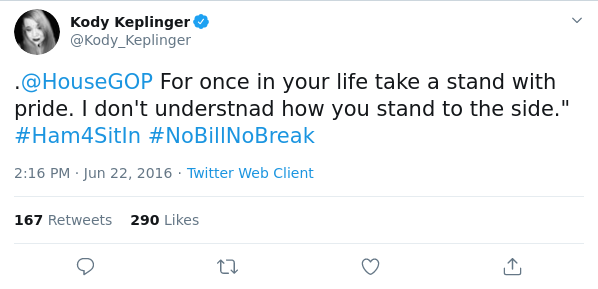 Kody Keplinger
@Kody_Keplinger
.@HouseGOP For once in your life take a stand with
pride. I don't understnad how you stand to the side."
#Ham4SitIn #NoBillNoBreak
2:16 PM · Jun 22, 2016 · Twitter Web Client
167 Retweets 290 Likes